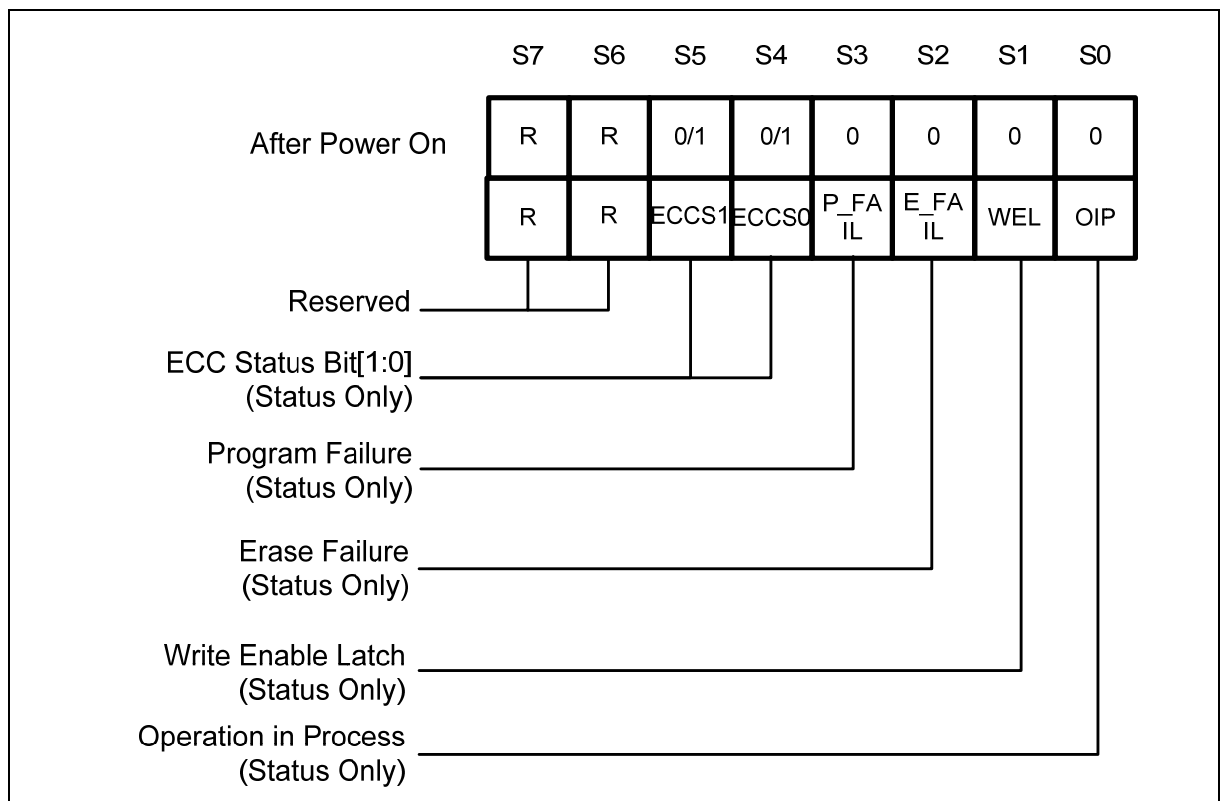 S7 S6 S5 S4 S3 S2 S1 S0
After Power On R R 0/1 0/1 0 0 0 0
R R ECCS1 ECCS0 P_FA
IL E_FA
IL WEL OIP
Reserved
ECC Status Bit[1:0]
(Status Only)
Program Failure
(Status Only)
Erase Failure
(Status Only)
Write Enable Latch
(Status Only)
Operation in Process
(Status Only)